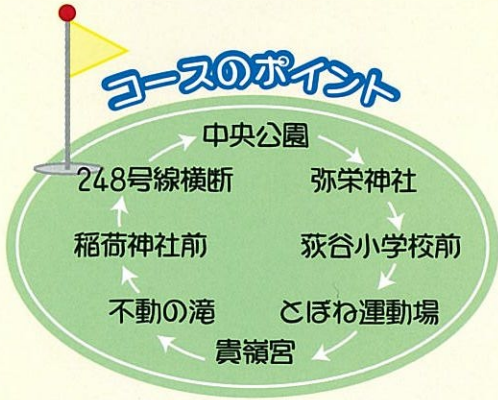 コースのポイント
中央公園
弥栄神社
荻谷小学校前
とぼね運動場
貴嶺宮
不動の滝
稲荷神社前
248号線横断